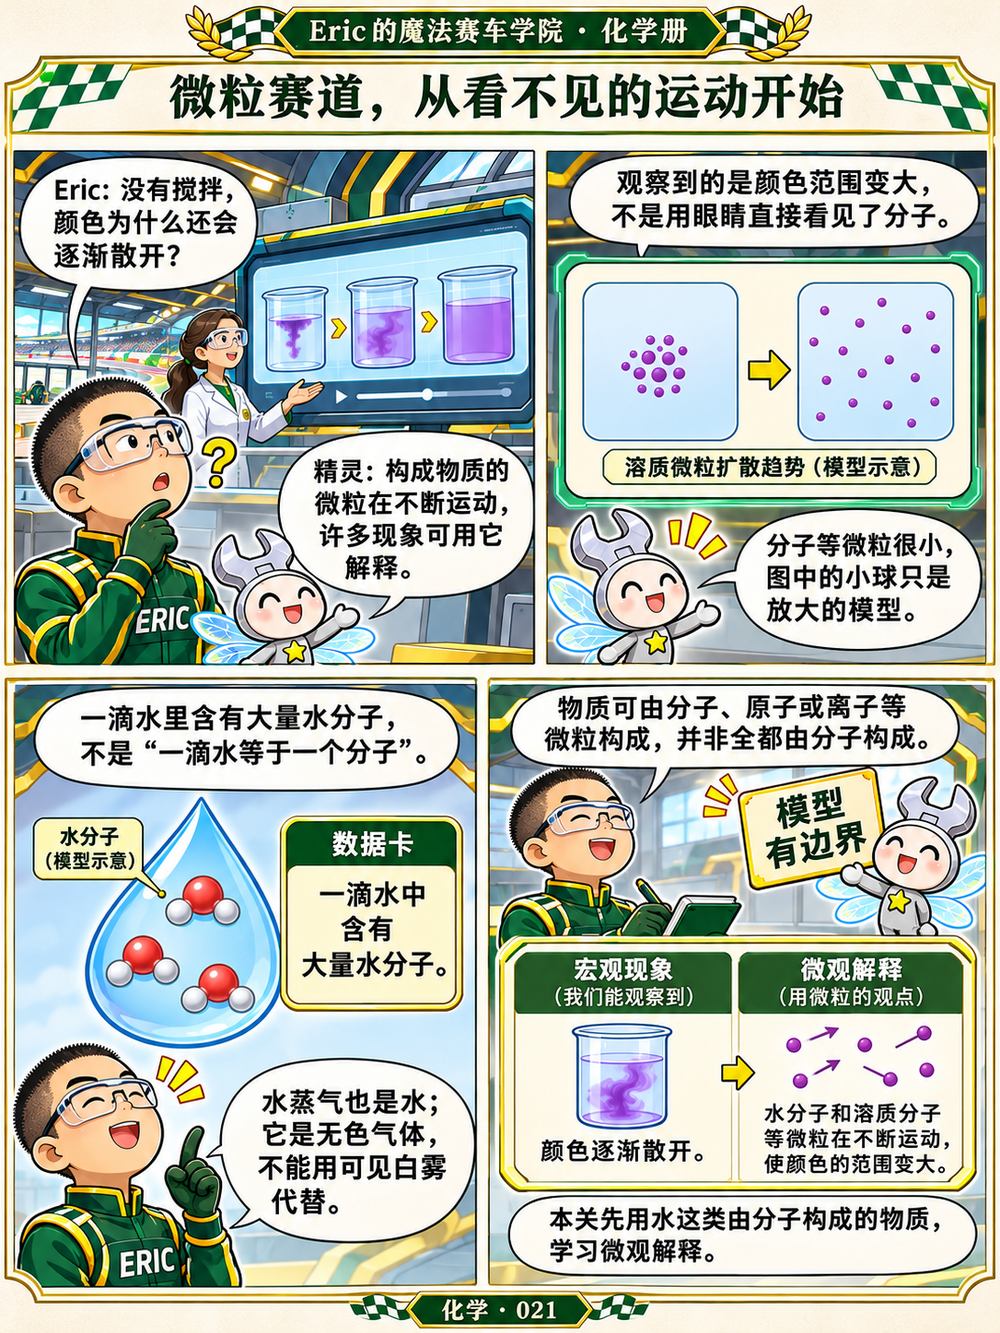 Eric 的魔法赛车学院 · 化学册
微粒赛道，从看不见的运动开始
Eric: 没有搅拌，
颜色为什么还会
逐渐散开？
?
精灵：构成物质的
微粒在不断运动，
许多现象可用它
解释。
ERIC
观察到的是颜色范围变大，
不是用眼睛直接看见了分子。
溶质微粒扩散趋势（模型示意）
分子等微粒很小，
图中的小球只是
放大的模型。
一滴水里含有大量水分子，
不是“一滴水等于一个分子”。
水分子
（模型示意）
数据卡
一滴水中
含有
大量水分子。
水蒸气也是水；
它是无色气体，
不能用可见白雾
代替。
ERIC
物质可由分子、原子或离子等
微粒构成，并非全都由分子构成。
模型
有边界
宏观现象
（我们能观察到）
颜色逐渐散开。
微观解释
（用微粒的观点）
水分子和溶质分子
等微粒在不断运动，
使颜色的范围变大。
本关先用水这类由分子构成的物质，
学习微观解释。
化学 · 021